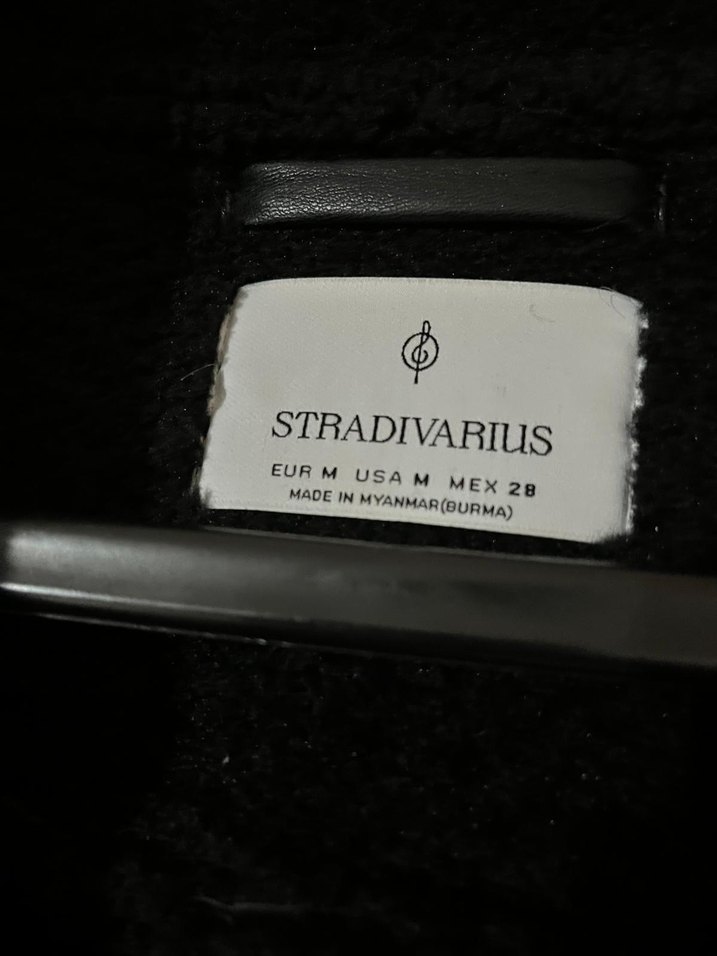 STRADIVARIUS
EUR M USA M MEX 28
MADE IN MYANMAR(BURMA)